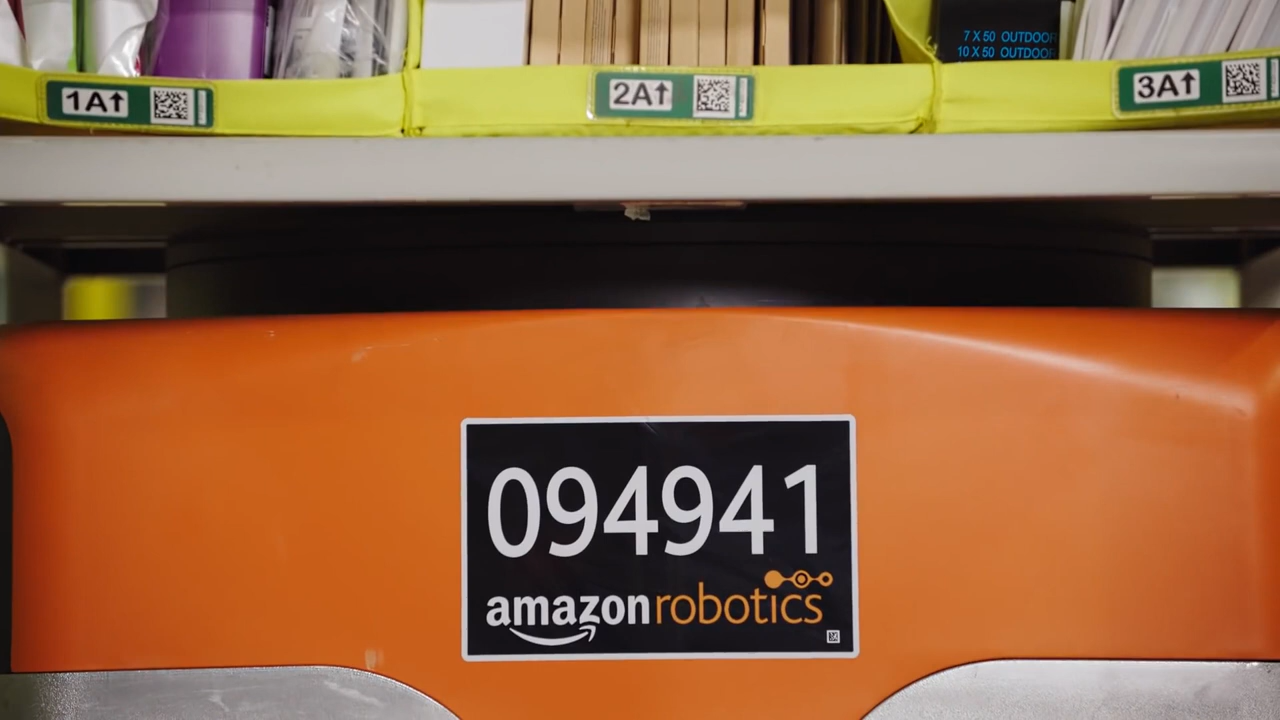 7 X 50 OUTDOOR
10 X 50 OUTDOOR
1A↑
2A↑
3A↑
094941
amazonrobotics